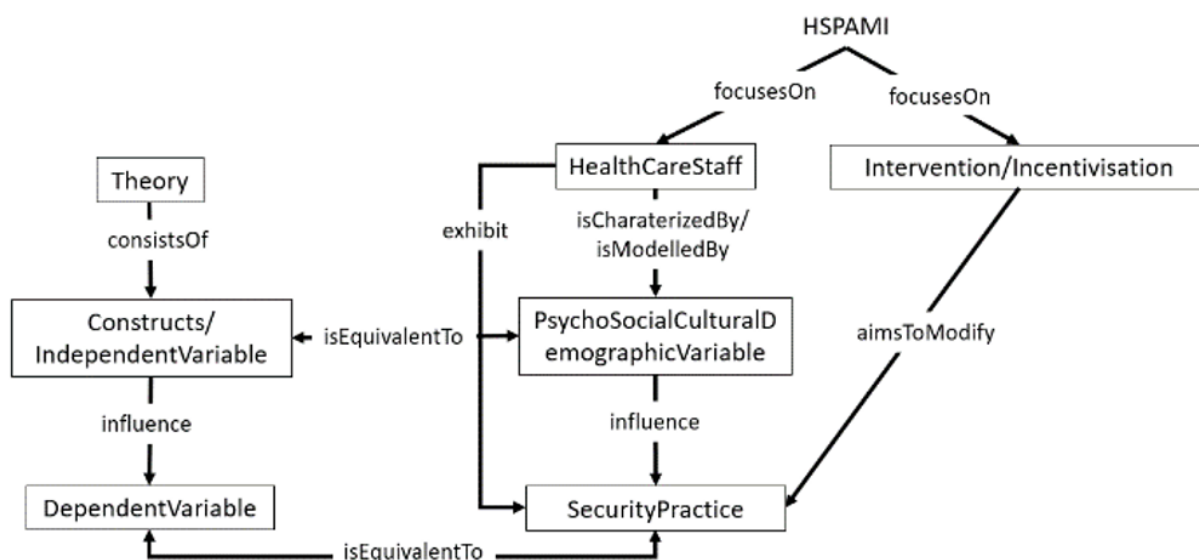 HSPAMI
focusesOn
focusesOn
HealthCareStaff
Intervention/Incentivisation
Theory
exhibit
isCharaterizedBy/
isModelledBy
consistsOf
Constructs/
IndependentVariable
isEquivalentTo
PsychoSocialCulturalD
emographicVariable
aimsToModify
influence
influence
DependentVariable
SecurityPractice
isEquivalentTo